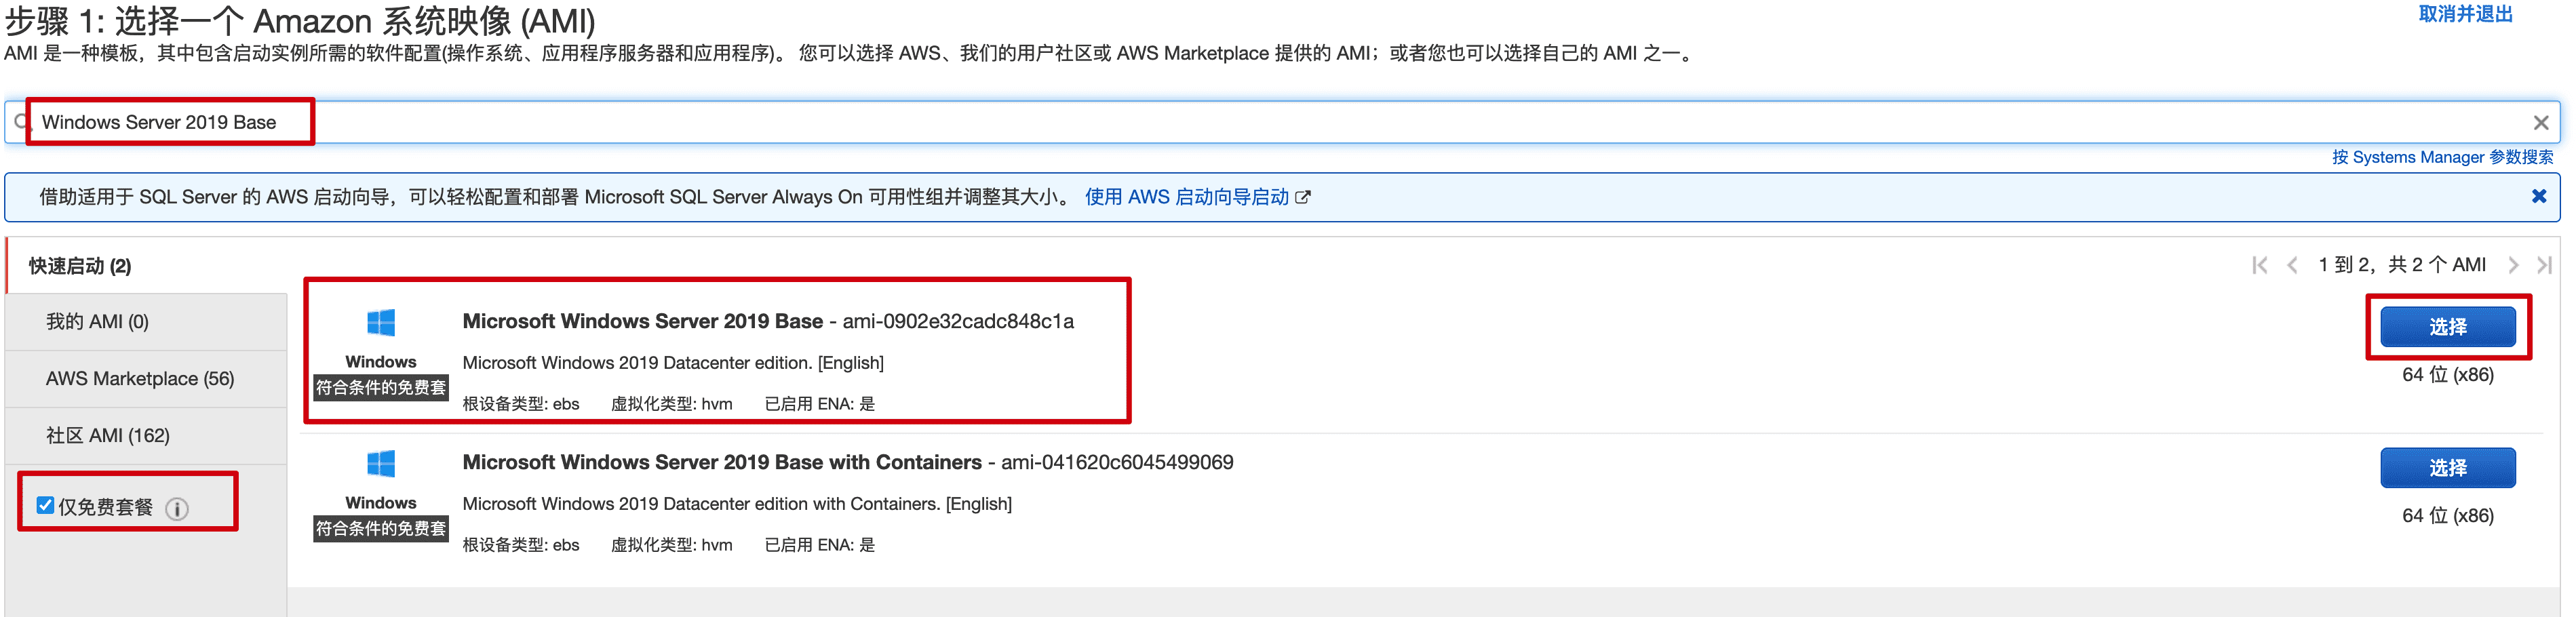 步骤 1: 选择一个 Amazon 系统映像 (AMI)
取消并退出
AMI 是一种模板，其中包含启动实例所需的软件配置(操作系统、应用程序服务器和应用程序)。 您可以选择 AWS、我们的用户社区或 AWS Marketplace 提供的 AMI；或者您也可以选择自己的 AMI 之一。
Windows Server 2019 Base
按 Systems Manager 参数搜索
借助适用于 SQL Server 的 AWS 启动向导，可以轻松配置和部署 Microsoft SQL Server Always On 可用性组并调整其大小。 使用 AWS 启动向导启动
快速启动 (2)
1 到 2，共 2 个 AMI
我的 AMI (0)
AWS Marketplace (56)
社区 AMI (162)
仅免费套餐
Microsoft Windows Server 2019 Base - ami-0902e32cadc848c1a
选择
Windows
Microsoft Windows 2019 Datacenter edition. [English]
64 位 (x86)
符合条件的免费套
根设备类型: ebs 虚拟化类型: hvm 已启用 ENA: 是
Microsoft Windows Server 2019 Base with Containers - ami-041620c6045499069
选择
Windows
Microsoft Windows 2019 Datacenter edition with Containers. [English]
64 位 (x86)
符合条件的免费套
根设备类型: ebs 虚拟化类型: hvm 已启用 ENA: 是